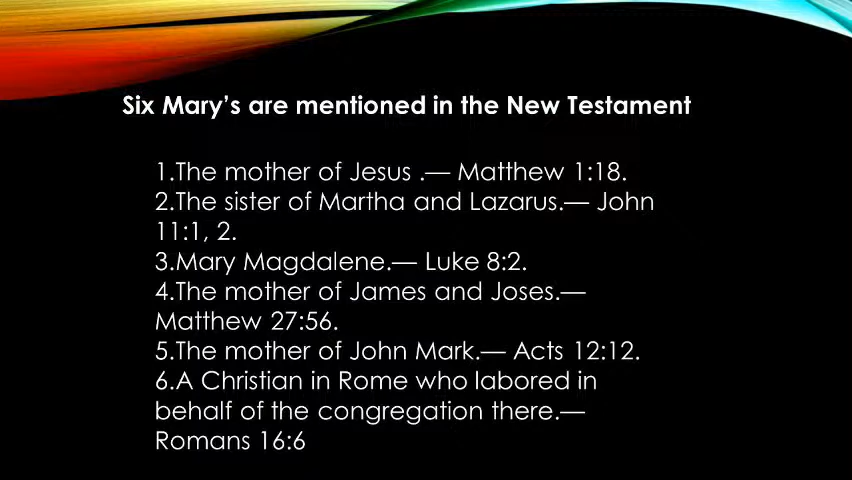 Six Mary’s are mentioned in the New Testament
1.The mother of Jesus .— Matthew 1:18.
2.The sister of Martha and Lazarus.— John
11:1, 2.
3.Mary Magdalene.— Luke 8:2.
4.The mother of James and Joses.—
Matthew 27:56.
5.The mother of John Mark.— Acts 12:12.
6.A Christian in Rome who labored in
behalf of the congregation there.—
Romans 16:6